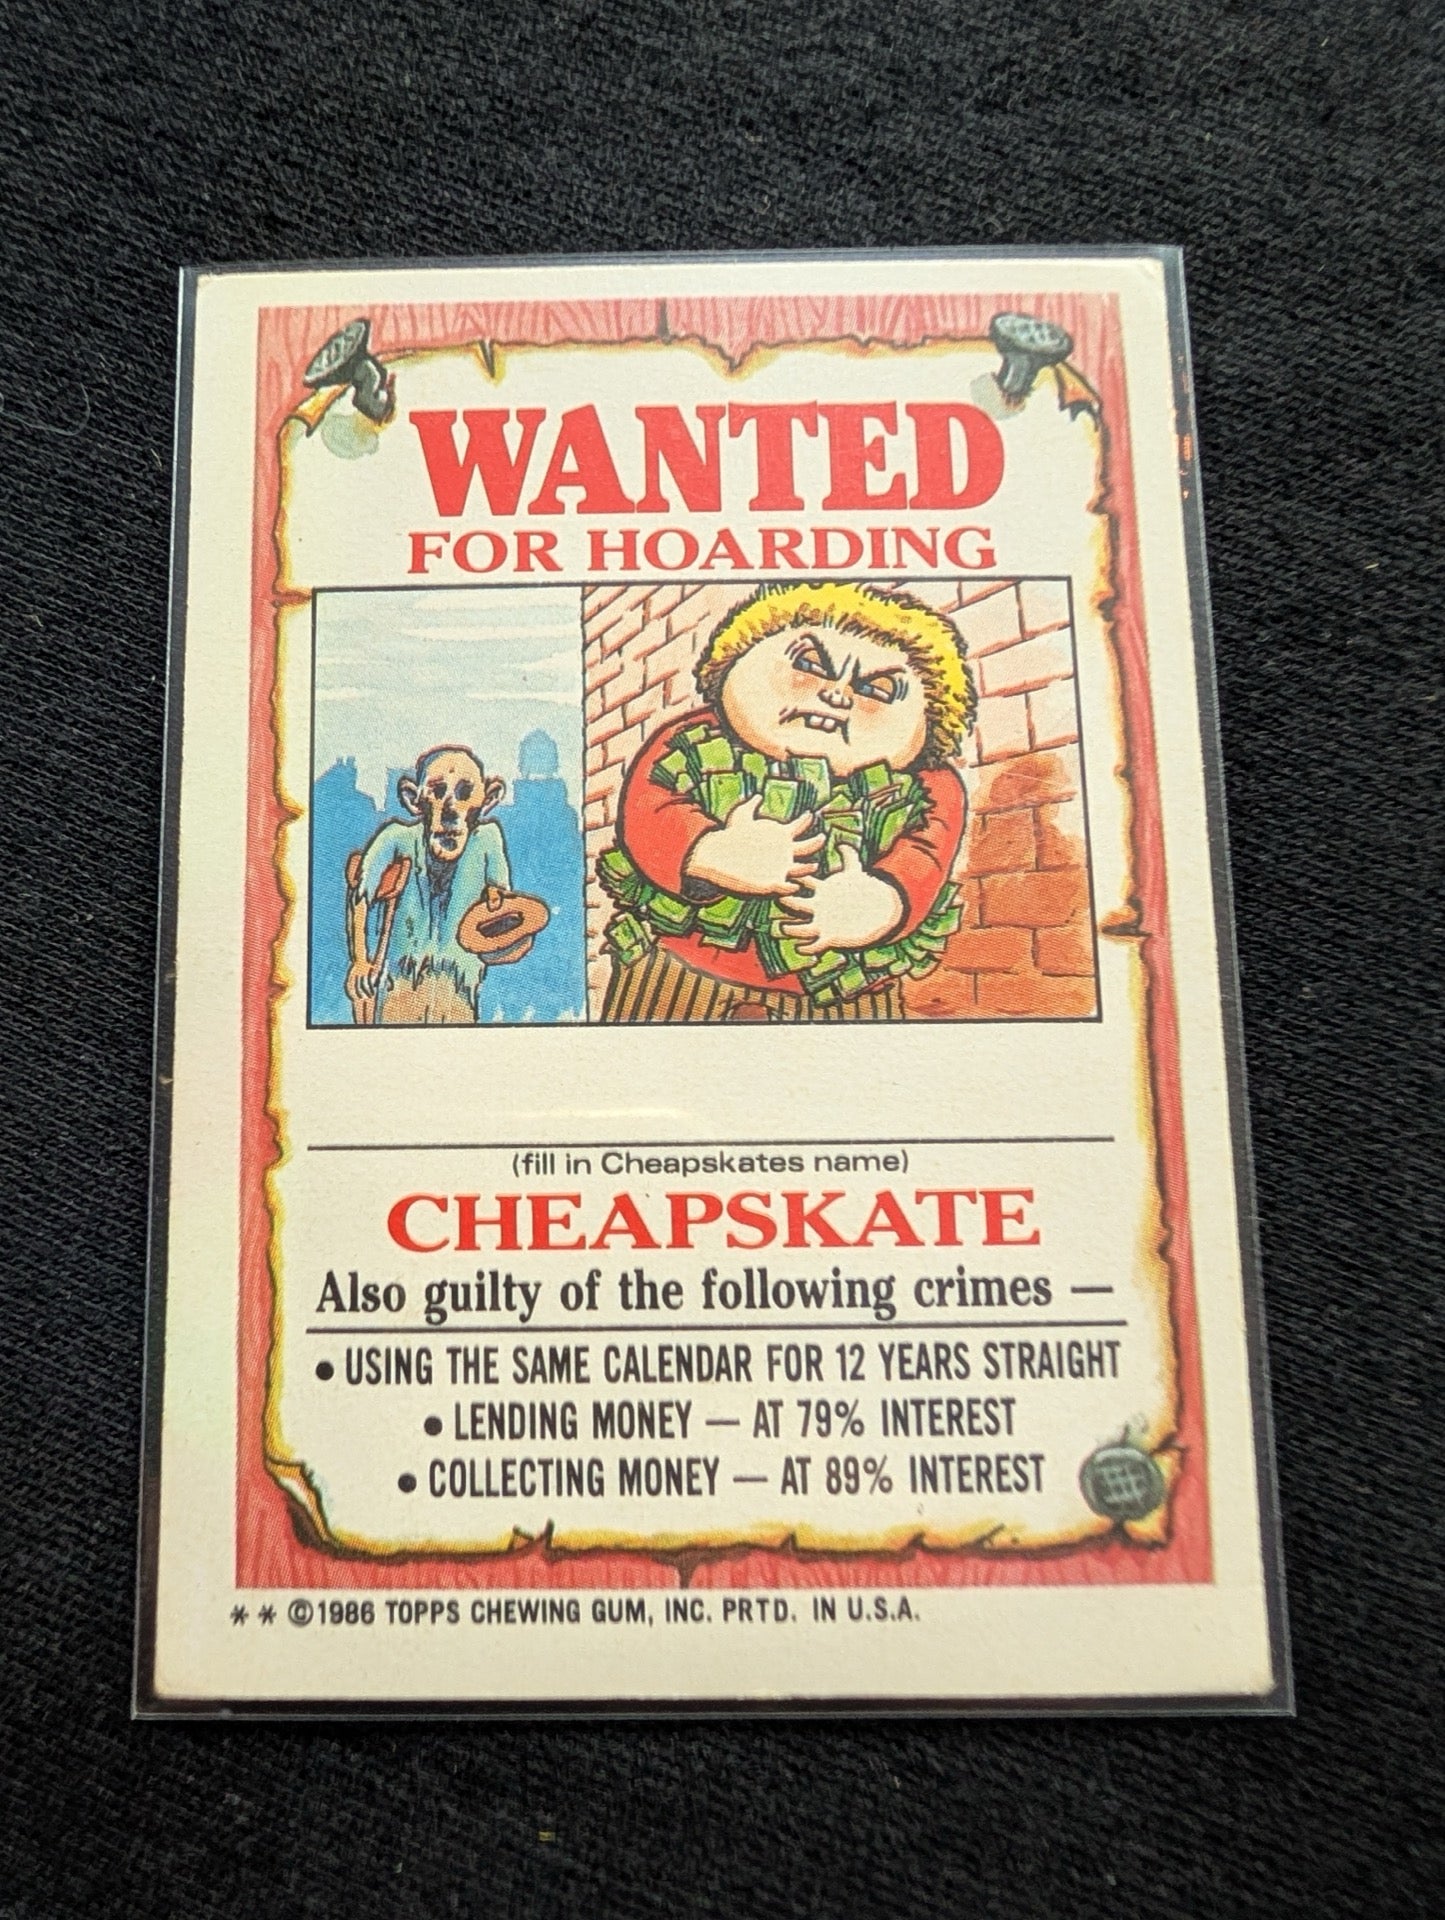 WANTED
FOR HOARDING
(fill in Cheapskates name)
CHEAPSKATE
Also guilty of the following crimes —
• USING THE SAME CALENDAR FOR 12 YEARS STRAIGHT
• LENDING MONEY — AT 79% INTEREST
• COLLECTING MONEY — AT 89% INTEREST
* * ©1986 TOPPS CHEWING GUM, INC. PRTD. IN U.S.A.